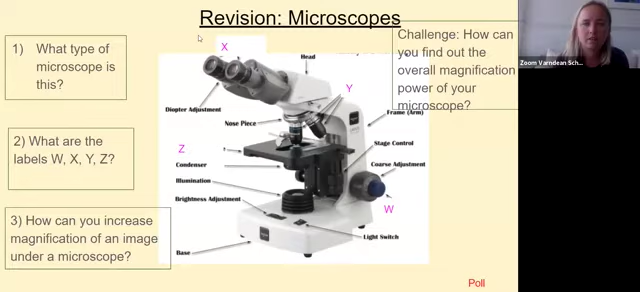 Revision: Microscopes
1) What type of
microscope is
this?
2) What are the
labels W, X, Y, Z?
3) How can you increase
magnification of an image
under a microscope?
X
Head
Y
Diopter Adjustment
Nose Piece
Frame (Arm)
Z
Stage Control
Condenser
Coarse Adjustment
Illumination
Brightness Adjustment
W
Light Switch
Base
Challenge: How can
you find out the
overall magnification
power of your
microscope?
Poll
Zoom Varndean Sch...